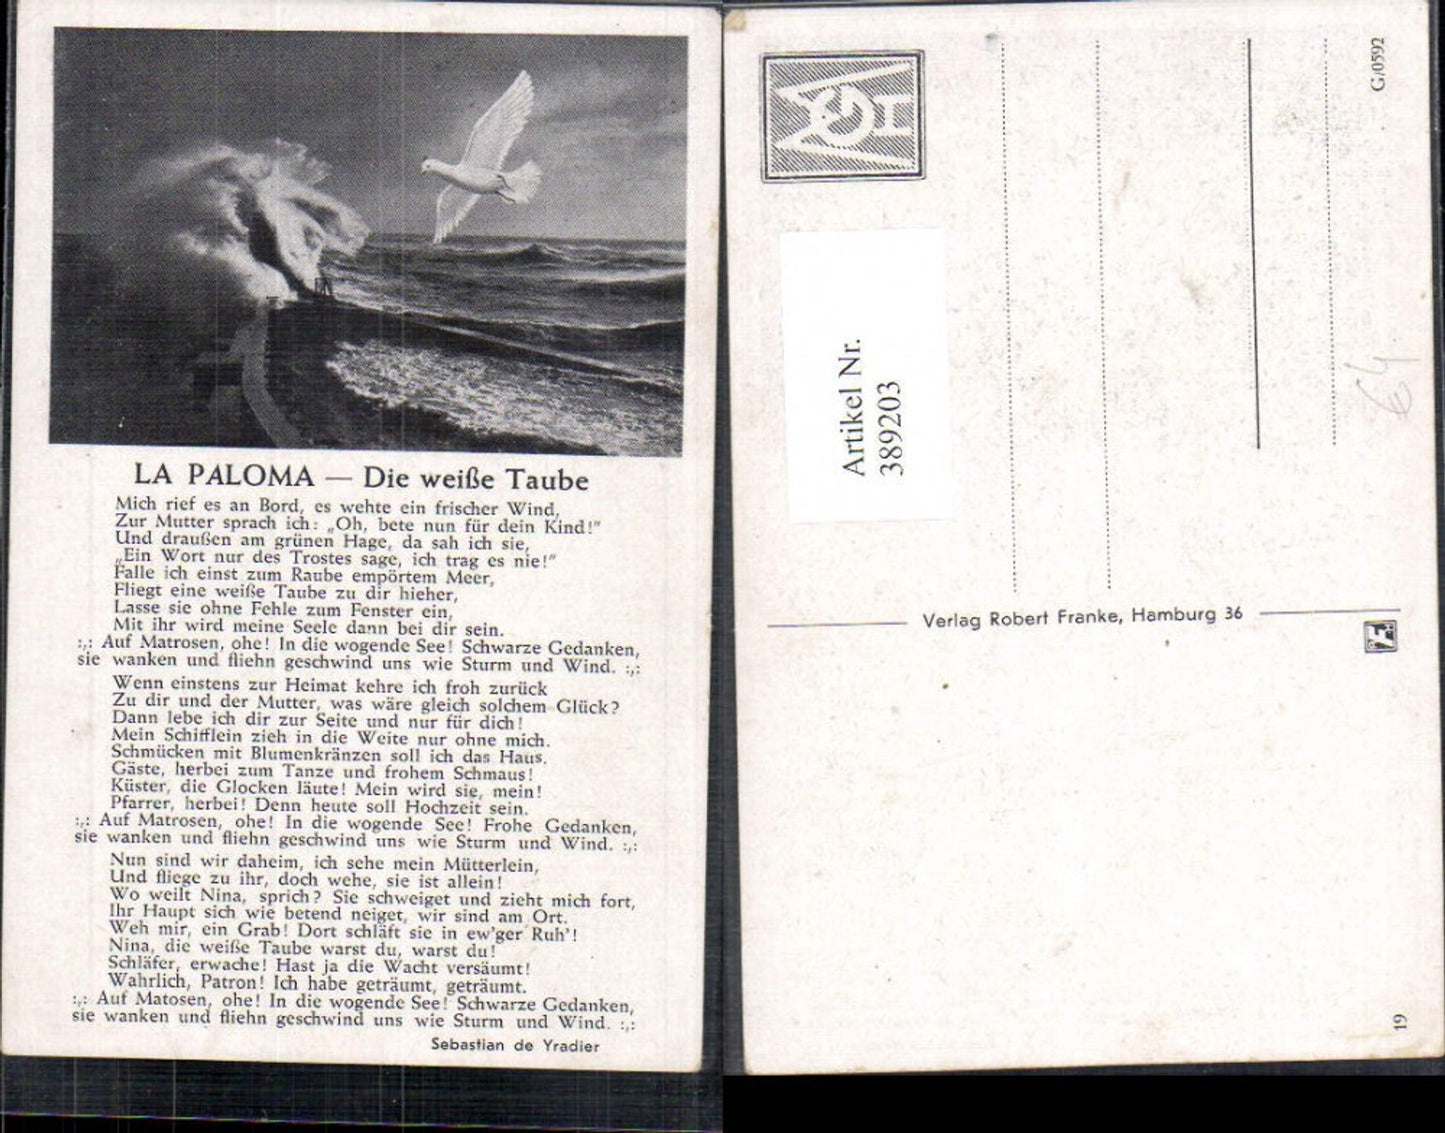 LA PALOMA — Die weiße Taube
Mich rief es an Bord, es wehte ein frischer Wind,
Zur Mutter sprach ich: „Oh, bete nun für dein Kind!"
Und draußen am grünen Hage, da sah ich sie,
„Ein Wort nur des Trostes sage, ich trag es nie!"
Falle ich einst zum Raube empörtem Meer,
Fliegt eine weiße Taube zu dir hieher,
Lasse sie ohne Fehle zum Fenster ein,
Mit ihr wird meine Seele dann bei dir sein.
:,: Auf Matrosen, ohe! In die wogende See! Schwarze Gedanken,
sie wanken und fliehn geschwind uns wie Sturm und Wind. :,:
Wenn einstens zur Heimat kehre ich froh zurück
Zu dir und der Mutter, was wäre gleich solchem Glück?
Dann lebe ich dir zur Seite und nur für dich!
Mein Schifflein zieh in die Weite nur ohne mich.
Schmücken mit Blumenkränzen soll ich das Haus.
Gäste, herbei zum Tanze und frohem Schmaus!
Küster, die Glocken läute! Mein wird sie, mein!
Pfarrer, herbei! Denn heute soll Hochzeit sein.
:,: Auf Matrosen, ohe! In die wogende See! Frohe Gedanken,
sie wanken und fliehn geschwind uns wie Sturm und Wind. :,:
Nun sind wir daheim, ich sehe mein Mütterlein,
Und fliege zu ihr, doch wehe, sie ist allein!
Wo weilt Nina, sprich? Sie schweiget und zieht mich fort,
Ihr Haupt sich wie betend neiget, wir sind am Ort.
Weh mir, ein Grab! Dort schläft sie in ew'ger Ruh'!
Nina, die weiße Taube warst du, warst du!
Schläfer, erwache! Hast ja die Wacht versäumt!
Wahrlich, Patron! Ich habe geträumt, geträumt.
:,: Auf Matosen, ohe! In die wogende See! Schwarze Gedanken,
sie wanken und fliehn geschwind uns wie Sturm und Wind. :,:
Sebastian de Yradier
Artikel Nr.
389203
G/0592
64
Verlag Robert Franke, Hamburg 36
19